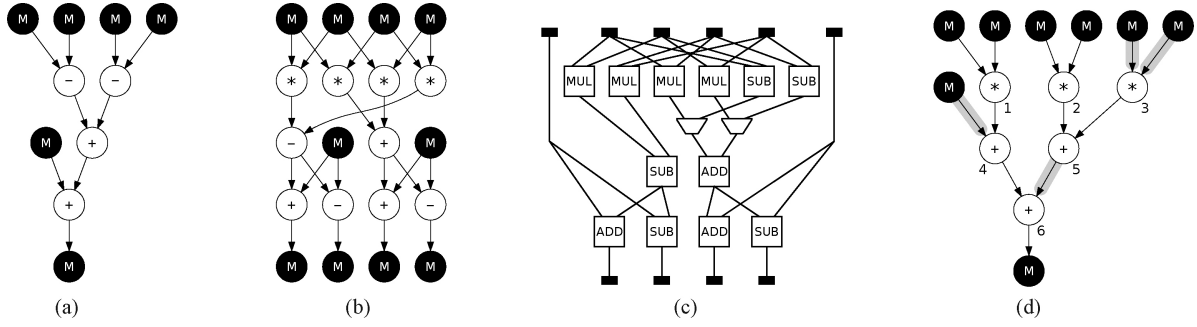 M M M M
− −
M +
+
M
(a)
M M M M
* * * *
− M + M
+ − + −
M M M M
(b)
MUL MUL MUL MUL SUB SUB
SUB ADD
ADD SUB ADD SUB
(c)
M M M M M M
M * 1 * 2 * 3
+ 4 + 5
+ 6
M
(d)